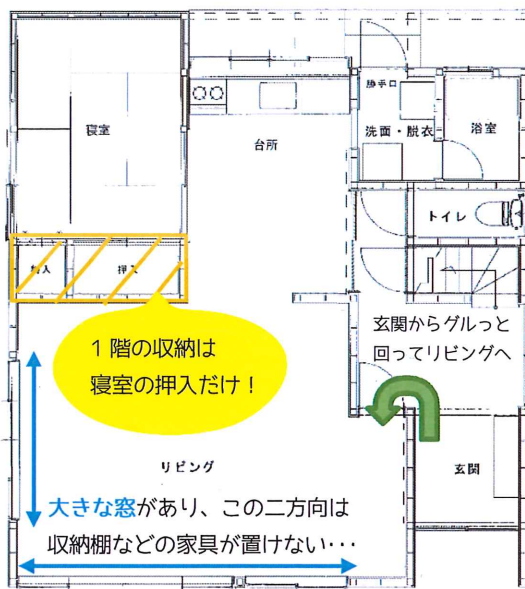 勝手口
寝室
台所
洗面・脱衣
浴室
トイレ
押入
押入
1階の収納は
寝室の押入だけ！
玄関からグルっと
回ってリビングへ
リビング
玄関
大きな窓があり、この二方向は
収納棚などの家具が置けない・・・